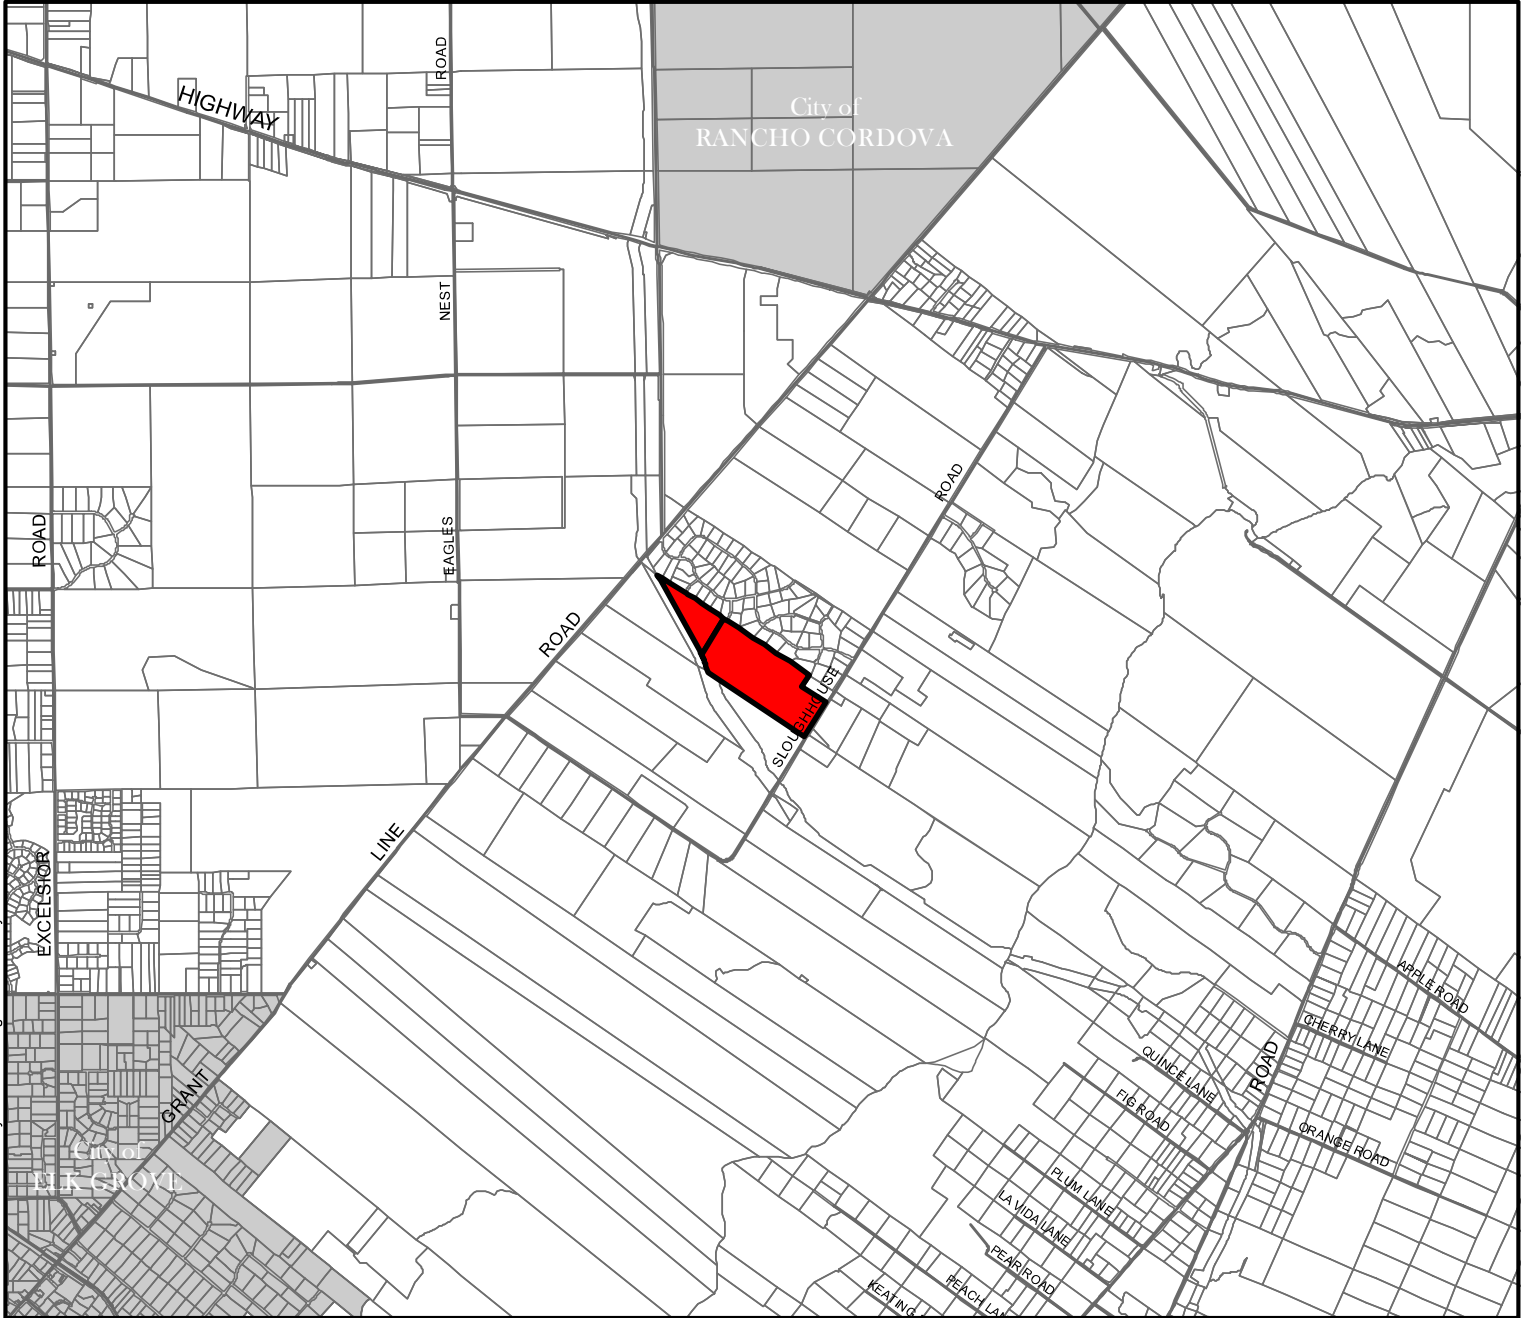 ROAD
HIGHWAY
City of
RANCHO CORDOVA
NEST
ROAD
ROAD
EAGLES
ROAD
SLOUGHHOUSE
LINE
EXCELSIOR
GRANT
City of
ELK GROVE
APPLE ROAD
CHERRY LANE
QUINCE LANE
ROAD
FIG ROAD
ORANGE ROAD
PLUM LANE
LA VIDA LANE
PEAR ROAD
PEACH LAN
KEATING